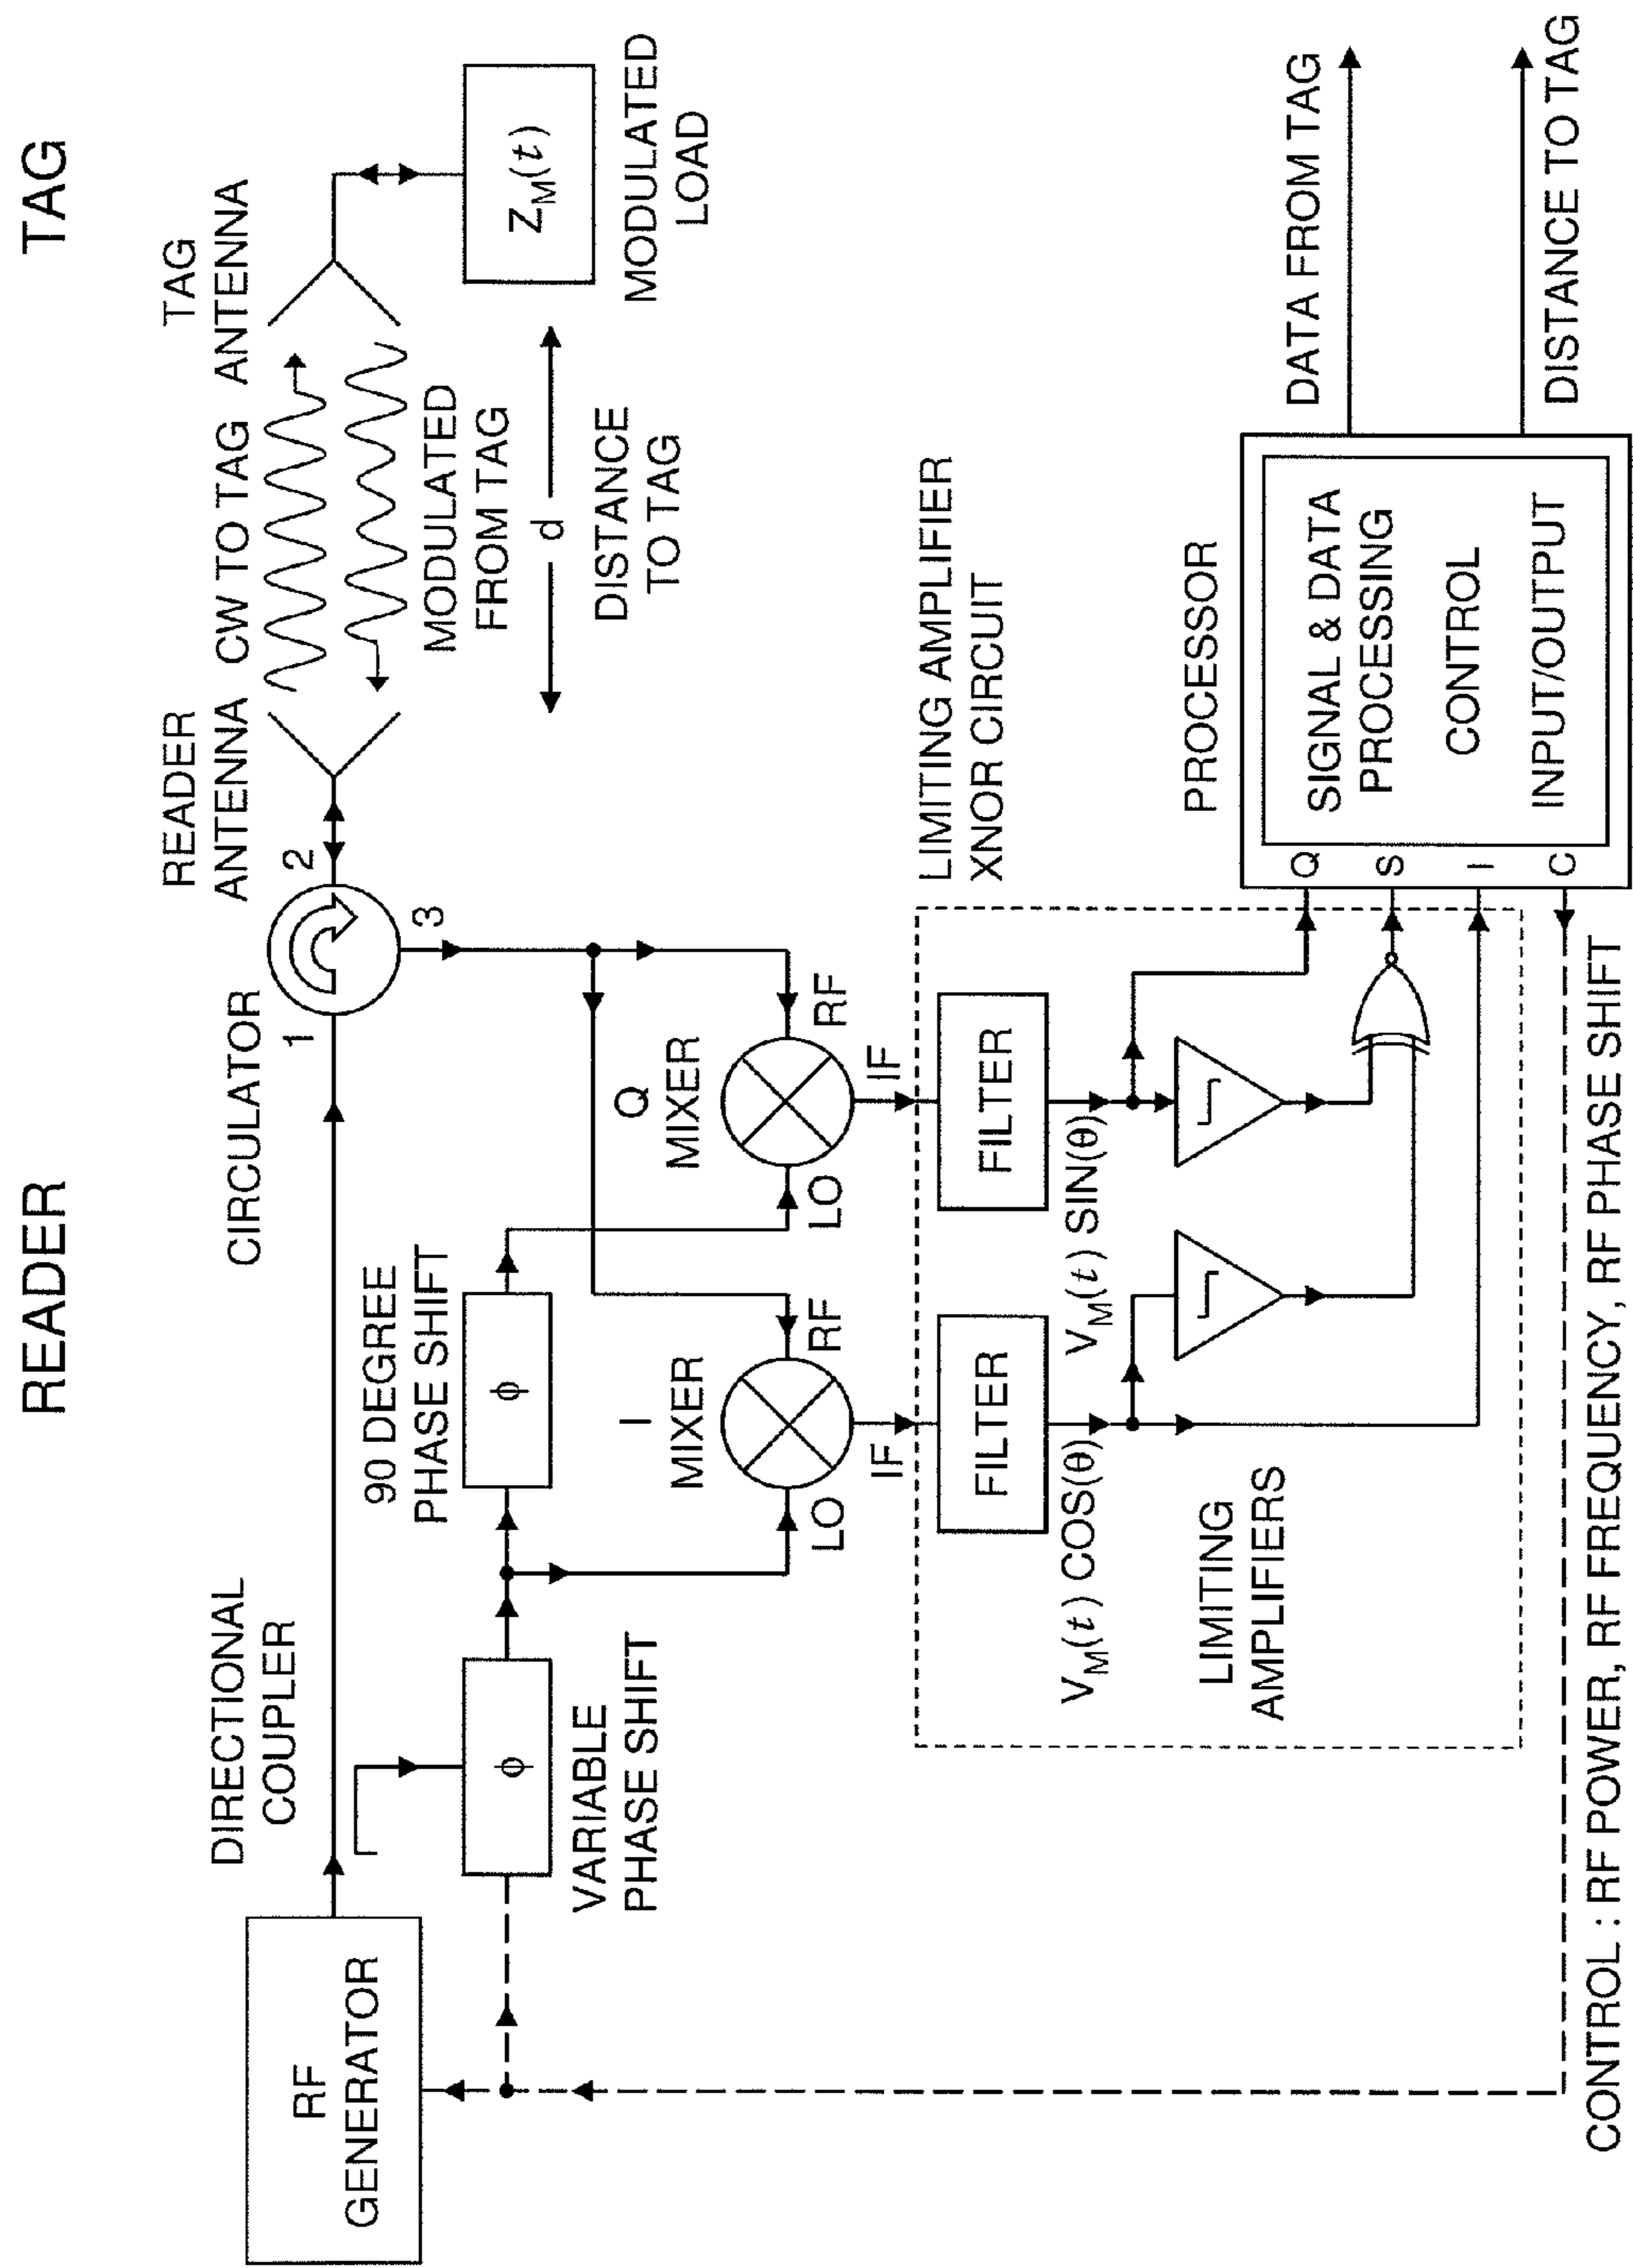 READER
TAG
RF
GENERATOR
DIRECTIONAL
COUPLER
CIRCULATOR
1
2
3
READER
ANTENNA
CW TO TAG
TAG
ANTENNA
MODULATED
FROM TAG
d
DISTANCE
TO TAG
Z_M(t)
MODULATED
LOAD
ϕ
VARIABLE
PHASE SHIFT
90 DEGREE
PHASE SHIFT
ϕ
I
MIXER
LO
RF
IF
Q
MIXER
LO
RF
IF
LIMITING AMPLIFIER
XNOR CIRCUIT
FILTER
FILTER
V_M(t) COS(θ)
V_M(t) SIN(θ)
LIMITING
AMPLIFIERS
PROCESSOR
Q
S
I
C
SIGNAL & DATA
PROCESSING
CONTROL
INPUT/OUTPUT
DATA FROM TAG
DISTANCE TO TAG
CONTROL : RF POWER, RF FREQUENCY, RF PHASE SHIFT